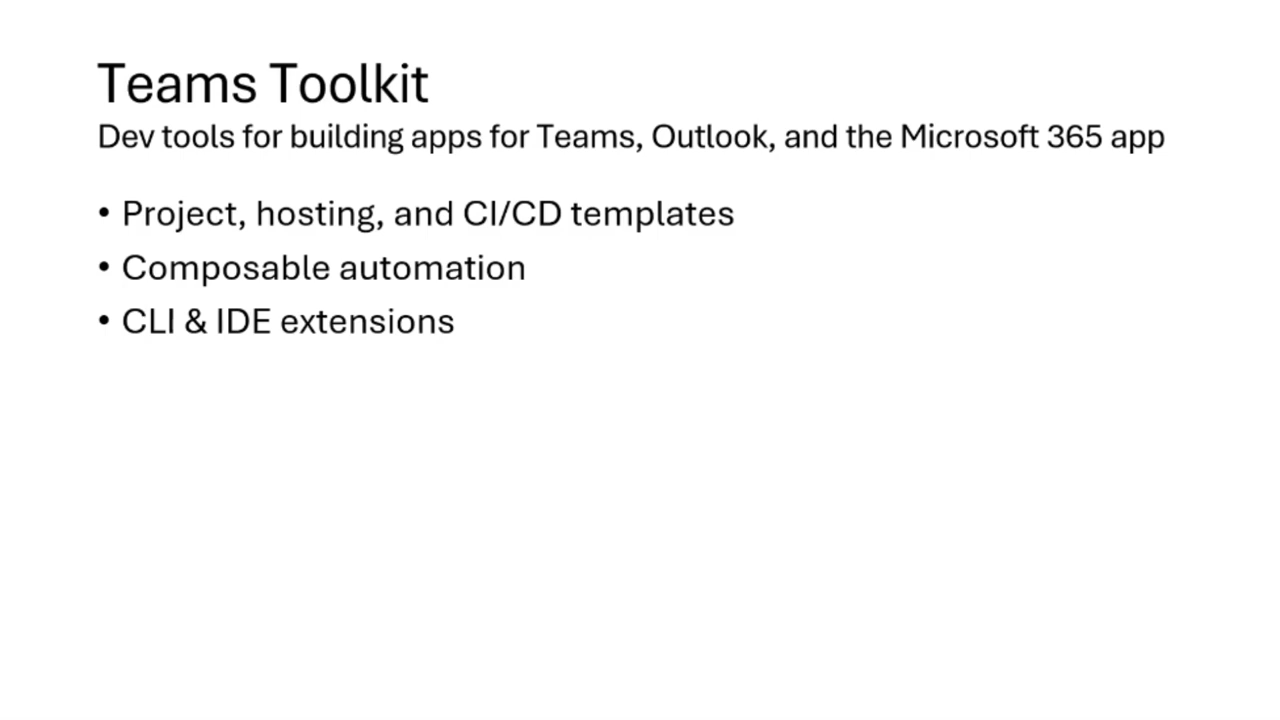 Teams Toolkit
Dev tools for building apps for Teams, Outlook, and the Microsoft 365 app
• Project, hosting, and CI/CD templates
• Composable automation
• CLI & IDE extensions